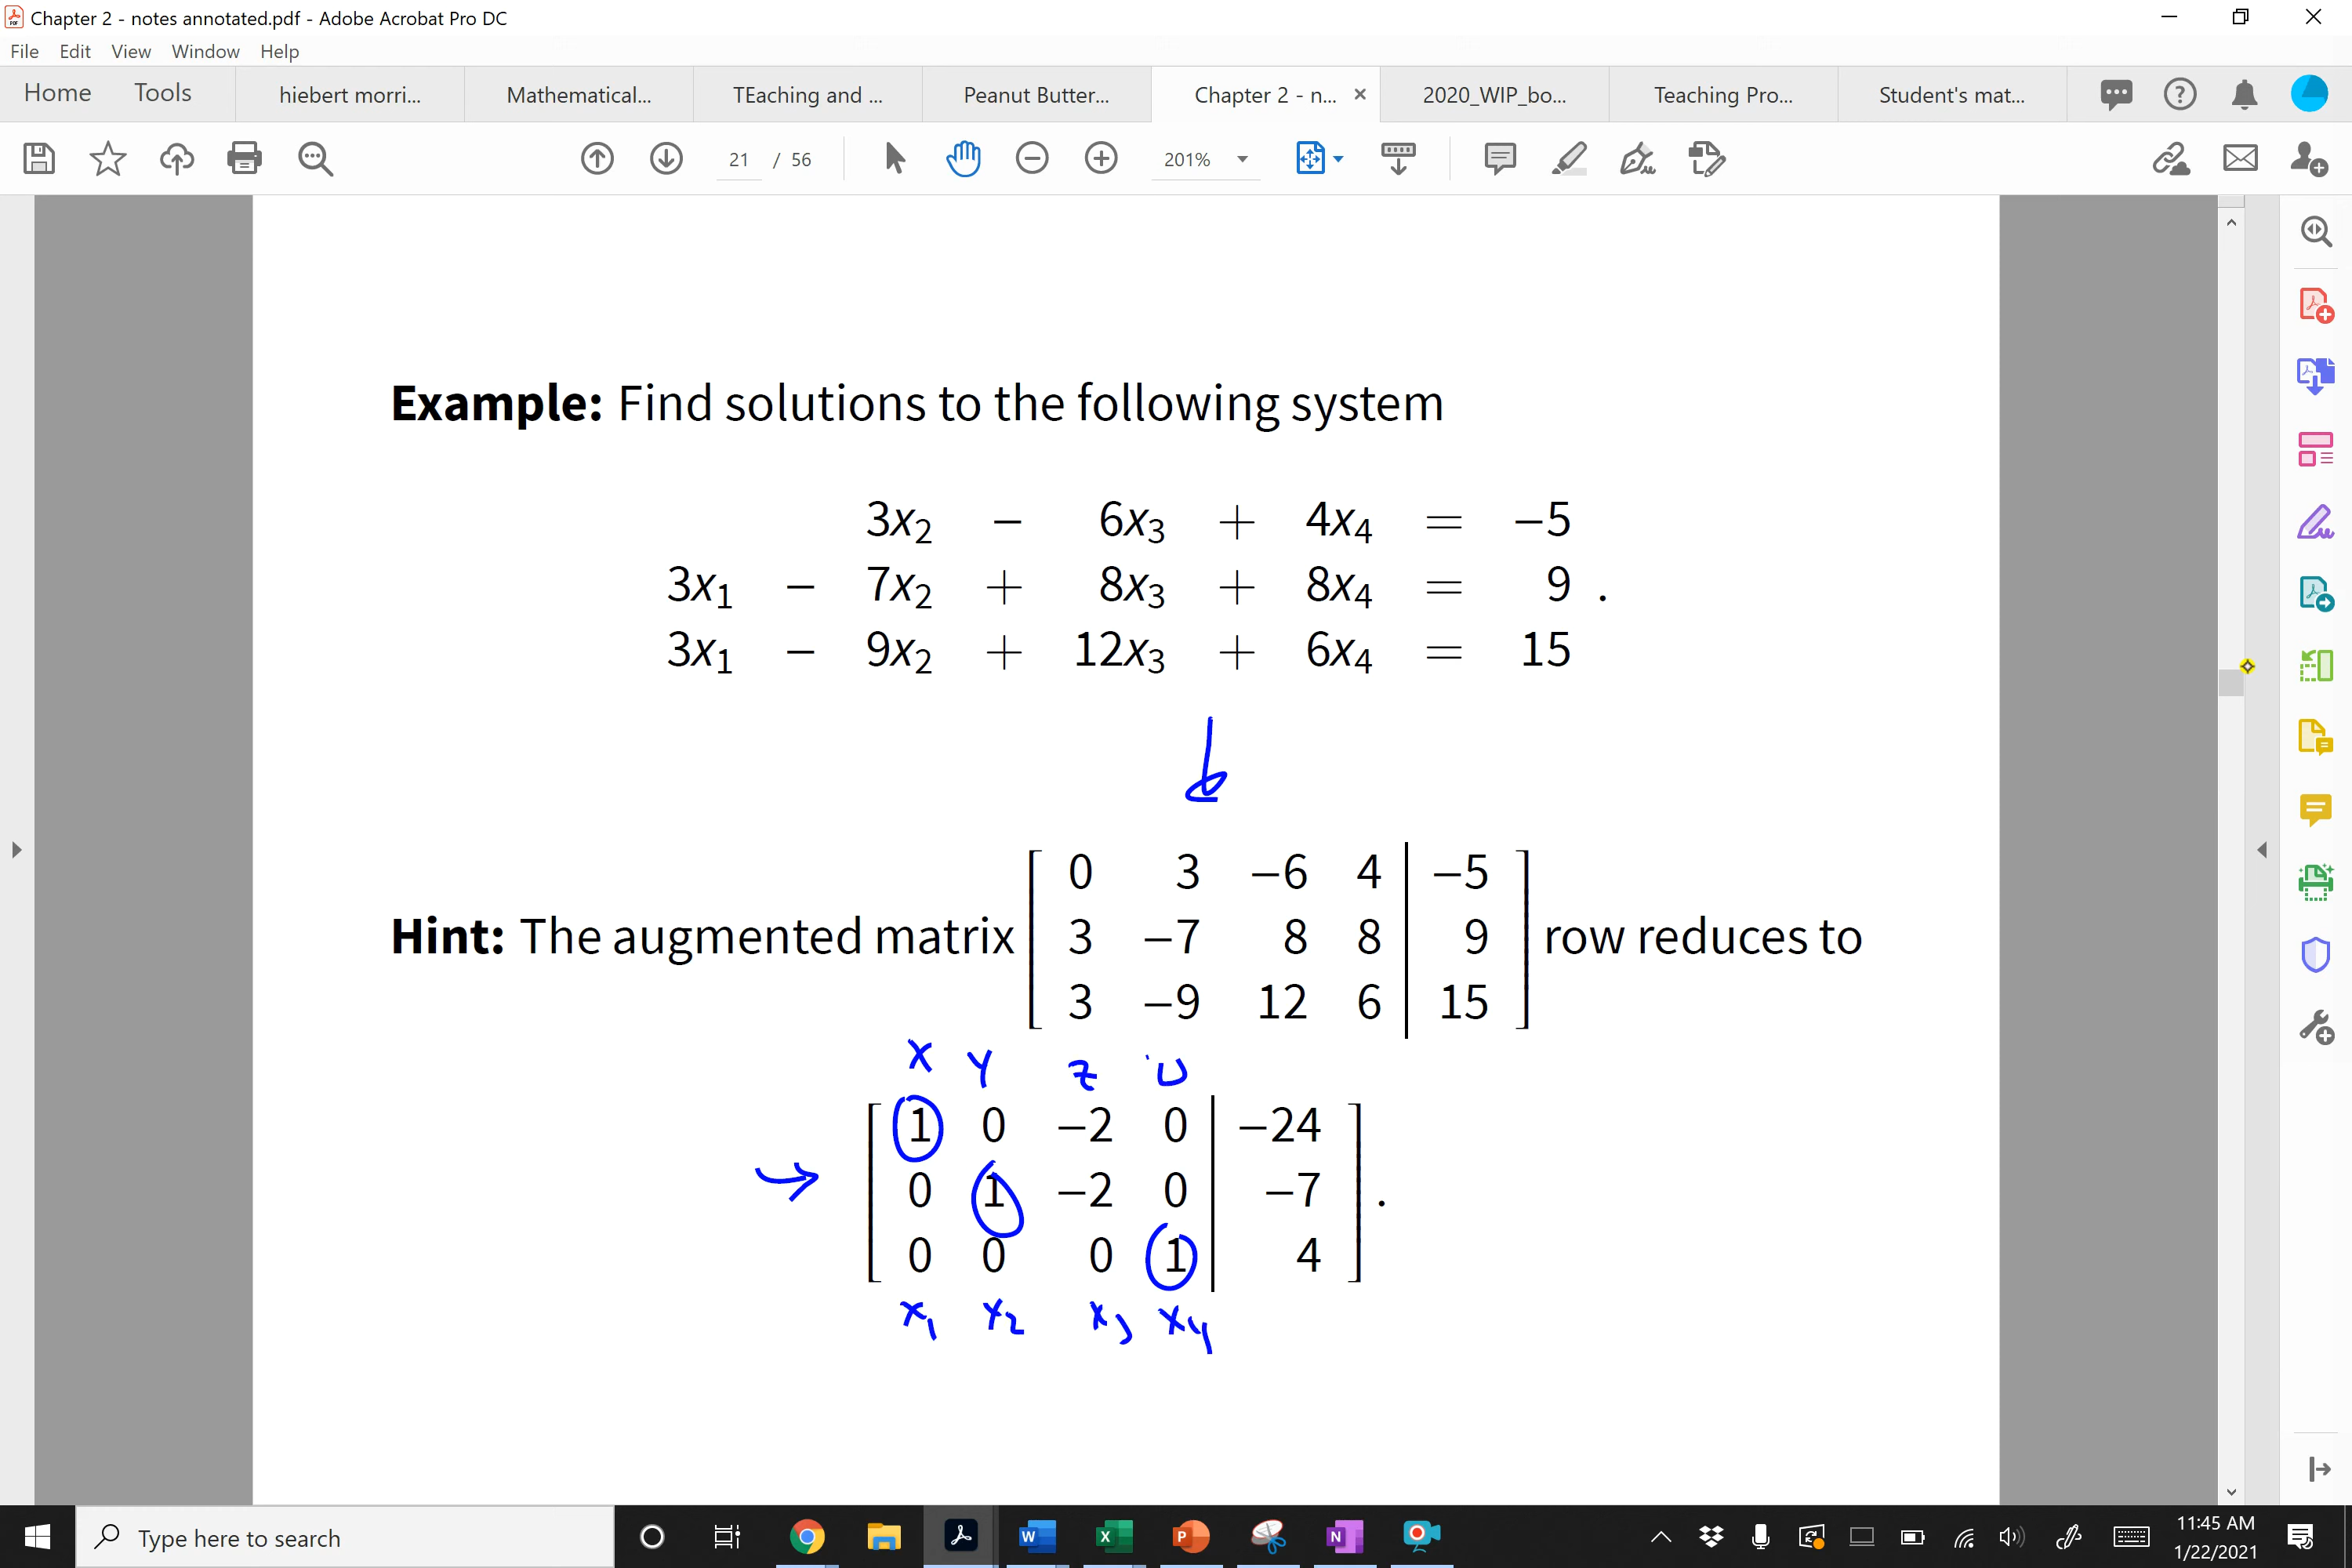 Chapter 2 - notes annotated.pdf - Adobe Acrobat Pro DC
File Edit View Window Help
Home Tools hiebert morri... Mathematical... TEaching and ... Peanut Butter... Chapter 2 - n... × 2020_WIP_bo... Teaching Pro... Student's mat...
21 / 56 201%
Example: Find solutions to the following system
3x₂ − 6x₃ + 4x₄ = −5
3x₁ − 7x₂ + 8x₃ + 8x₄ = 9 .
3x₁ − 9x₂ + 12x₃ + 6x₄ = 15
0 3 −6 4 | −5
Hint: The augmented matrix 3 −7 8 8 | 9 row reduces to
3 −9 12 6 | 15
x y z
1 0 −2 0 | −24
→ 0 1 −2 0 | −7 .
0 0 0 1 | 4
x₁ x₂ x₃ x₄
Type here to search
11:45 AM
1/22/2021